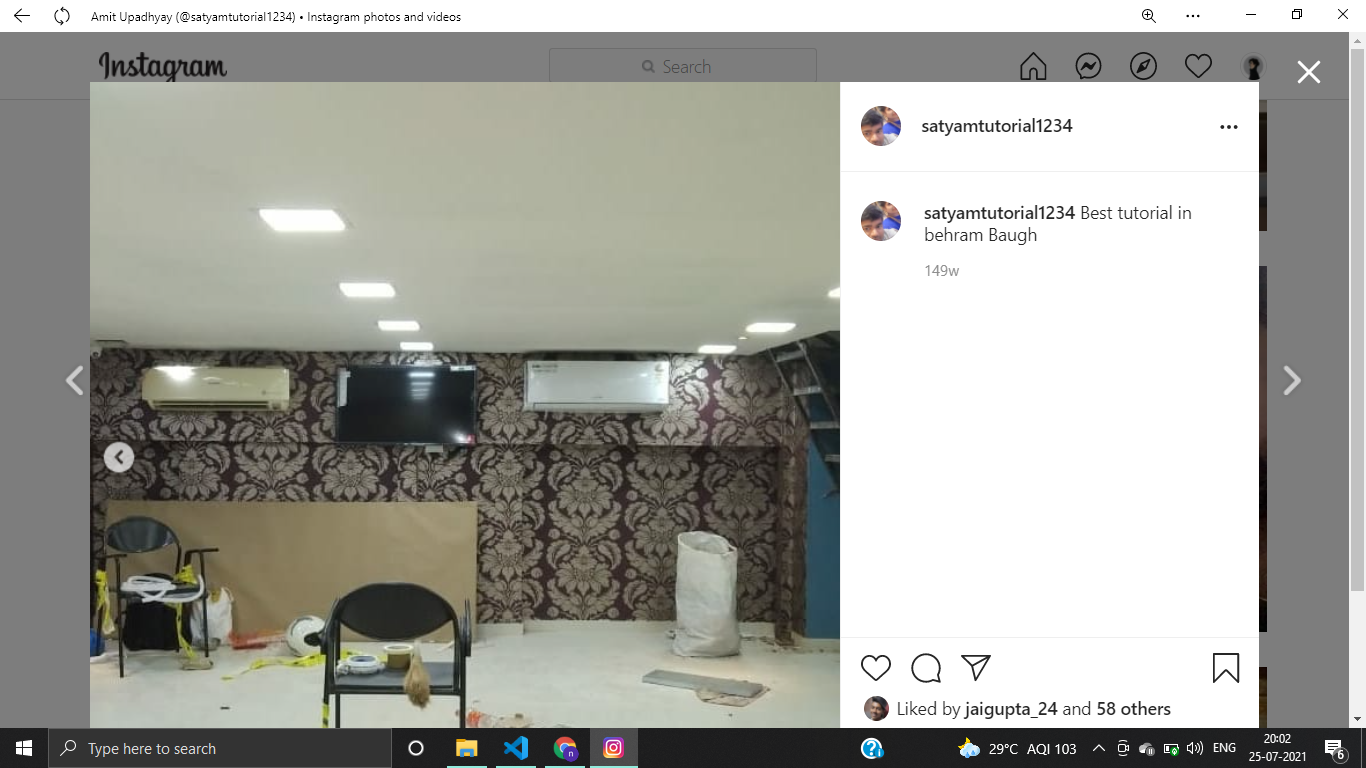 Amit Upadhyay (@satyamtutorial1234) • Instagram photos and videos
Instagram
Search
satyamtutorial1234
satyamtutorial1234 Best tutorial in
behram Baugh
149w
Liked by jaigupta_24 and 58 others
Type here to search
29°C AQI 103
ENG
20:02
25-07-2021
6